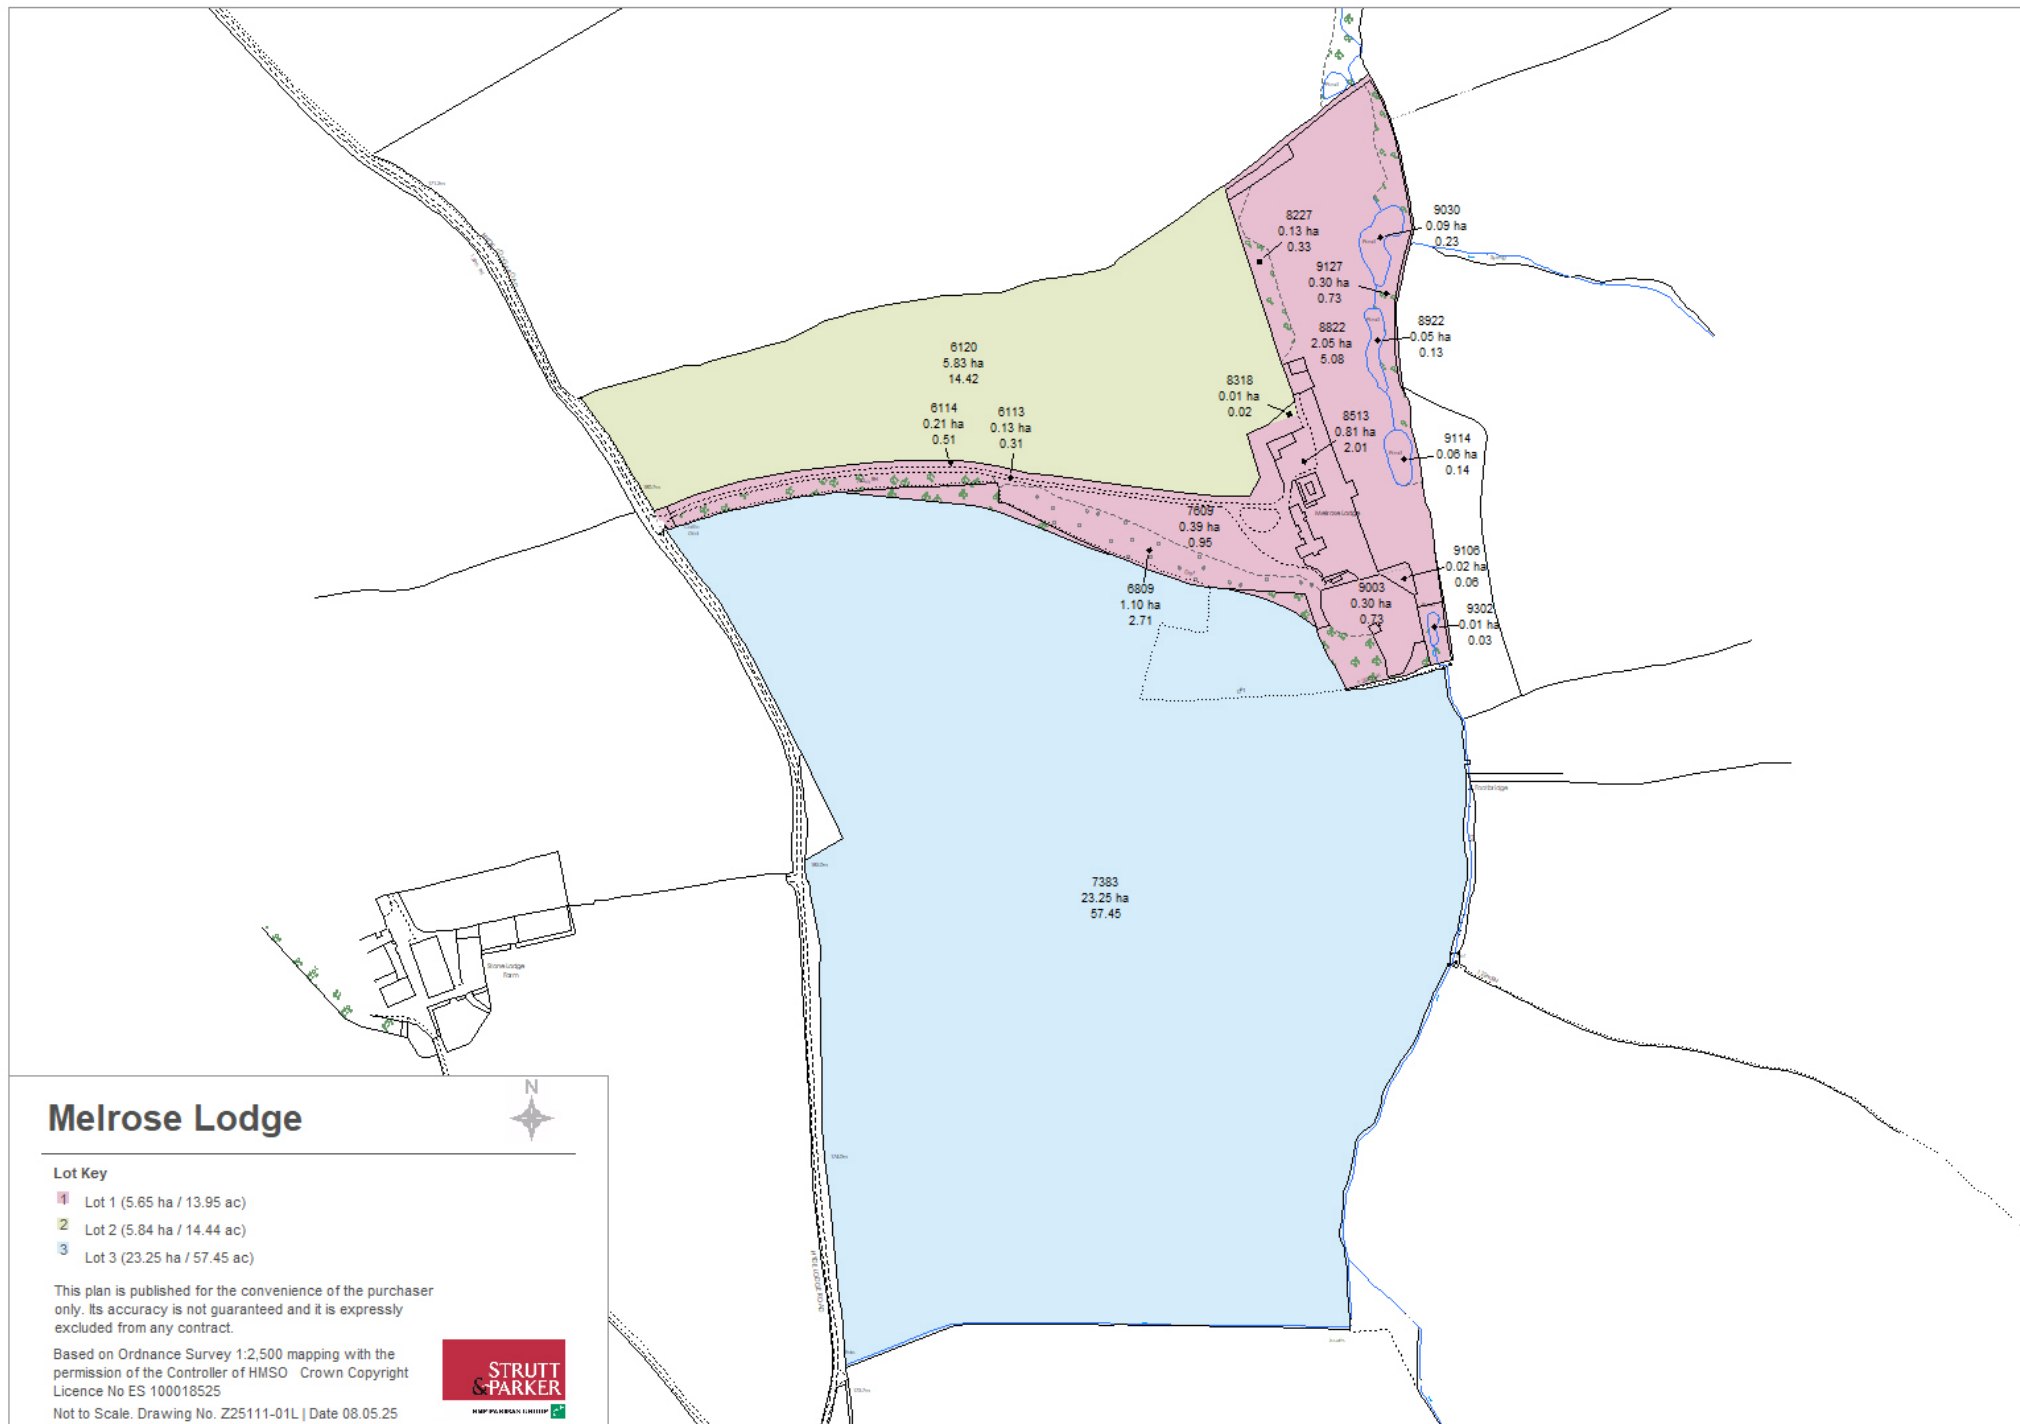 8227
0.13 ha
0.33
9030
0.09 ha
0.23
9127
0.30 ha
0.73
8822
2.05 ha
5.08
8922
0.05 ha
0.13
6120
5.83 ha
14.42
8318
0.01 ha
0.02
6114
0.21 ha
0.51
6113
0.13 ha
0.31
8513
0.81 ha
2.01
9114
0.06 ha
0.14
Melrose Lodge
7609
0.39 ha
0.95
6809
1.10 ha
2.71
9106
0.02 ha
0.06
9003
0.30 ha
0.73
9302
0.01 ha
0.03
Footbridge
7383
23.25 ha
57.45
Stone Lodge
Farm
N
Melrose Lodge
Lot Key
1 Lot 1 (5.65 ha / 13.95 ac)
2 Lot 2 (5.84 ha / 14.44 ac)
3 Lot 3 (23.25 ha / 57.45 ac)
This plan is published for the convenience of the purchaser
only. Its accuracy is not guaranteed and it is expressly
excluded from any contract.
Based on Ordnance Survey 1:2,500 mapping with the
permission of the Controller of HMSO Crown Copyright
Licence No ES 100018525
Not to Scale. Drawing No. Z25111-01L | Date 08.05.25
STRUTT
&PARKER
BNP PARIBAS GROUP